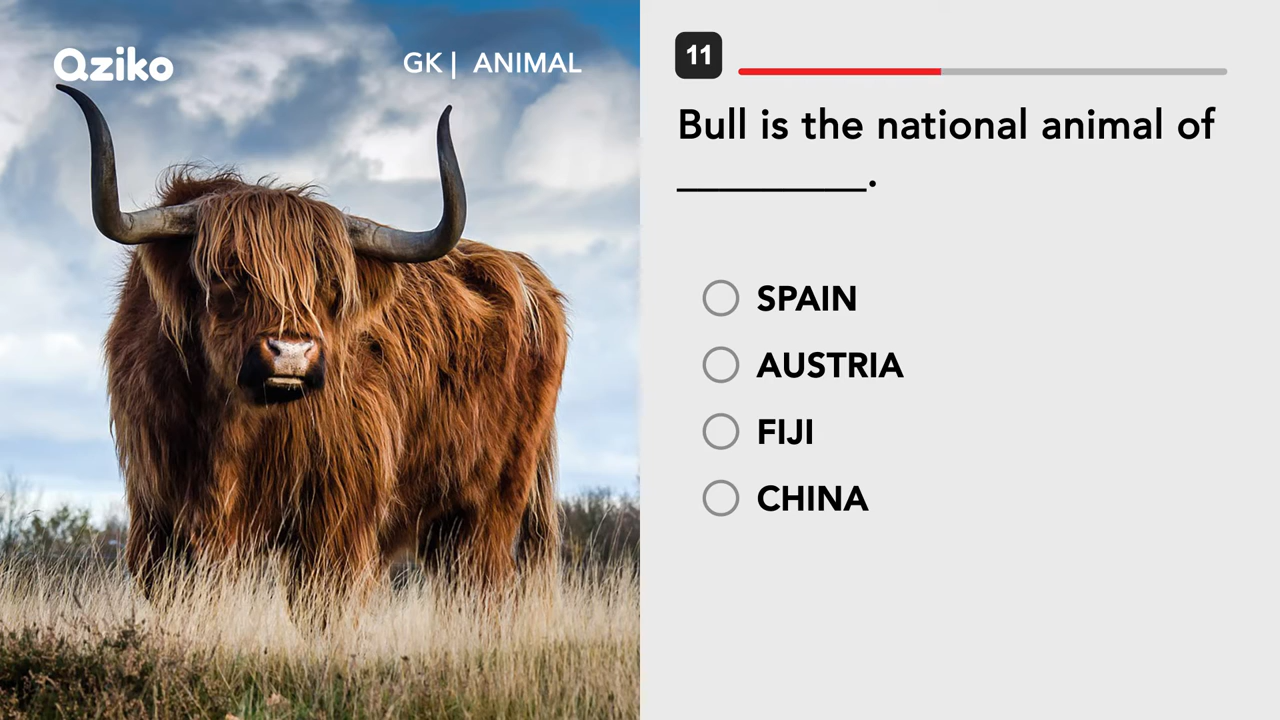 Qziko
GK | ANIMAL
11
Bull is the national animal of
__________.
SPAIN
AUSTRIA
FIJI
CHINA